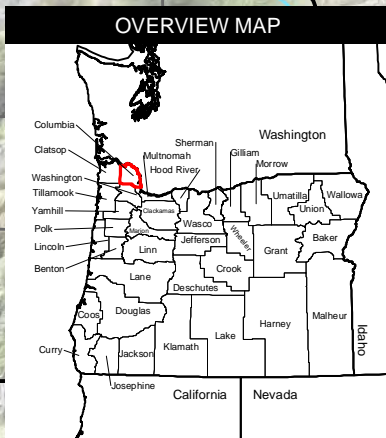 OVERVIEW MAP
Columbia
Clatsop
Washington
Tillamook
Yamhill
Polk
Lincoln
Benton
Sherman
Multnomah
Hood River
Gilliam
Morrow
Washington
Clackamas
Marion
Wasco
Umatilla
Union
Wallowa
Linn
Jefferson
Wheeler
Grant
Baker
Crook
Lane
Deschutes
Coos
Douglas
Curry
Jackson
Klamath
Lake
Harney
Malheur
Idaho
Josephine
California
Nevada